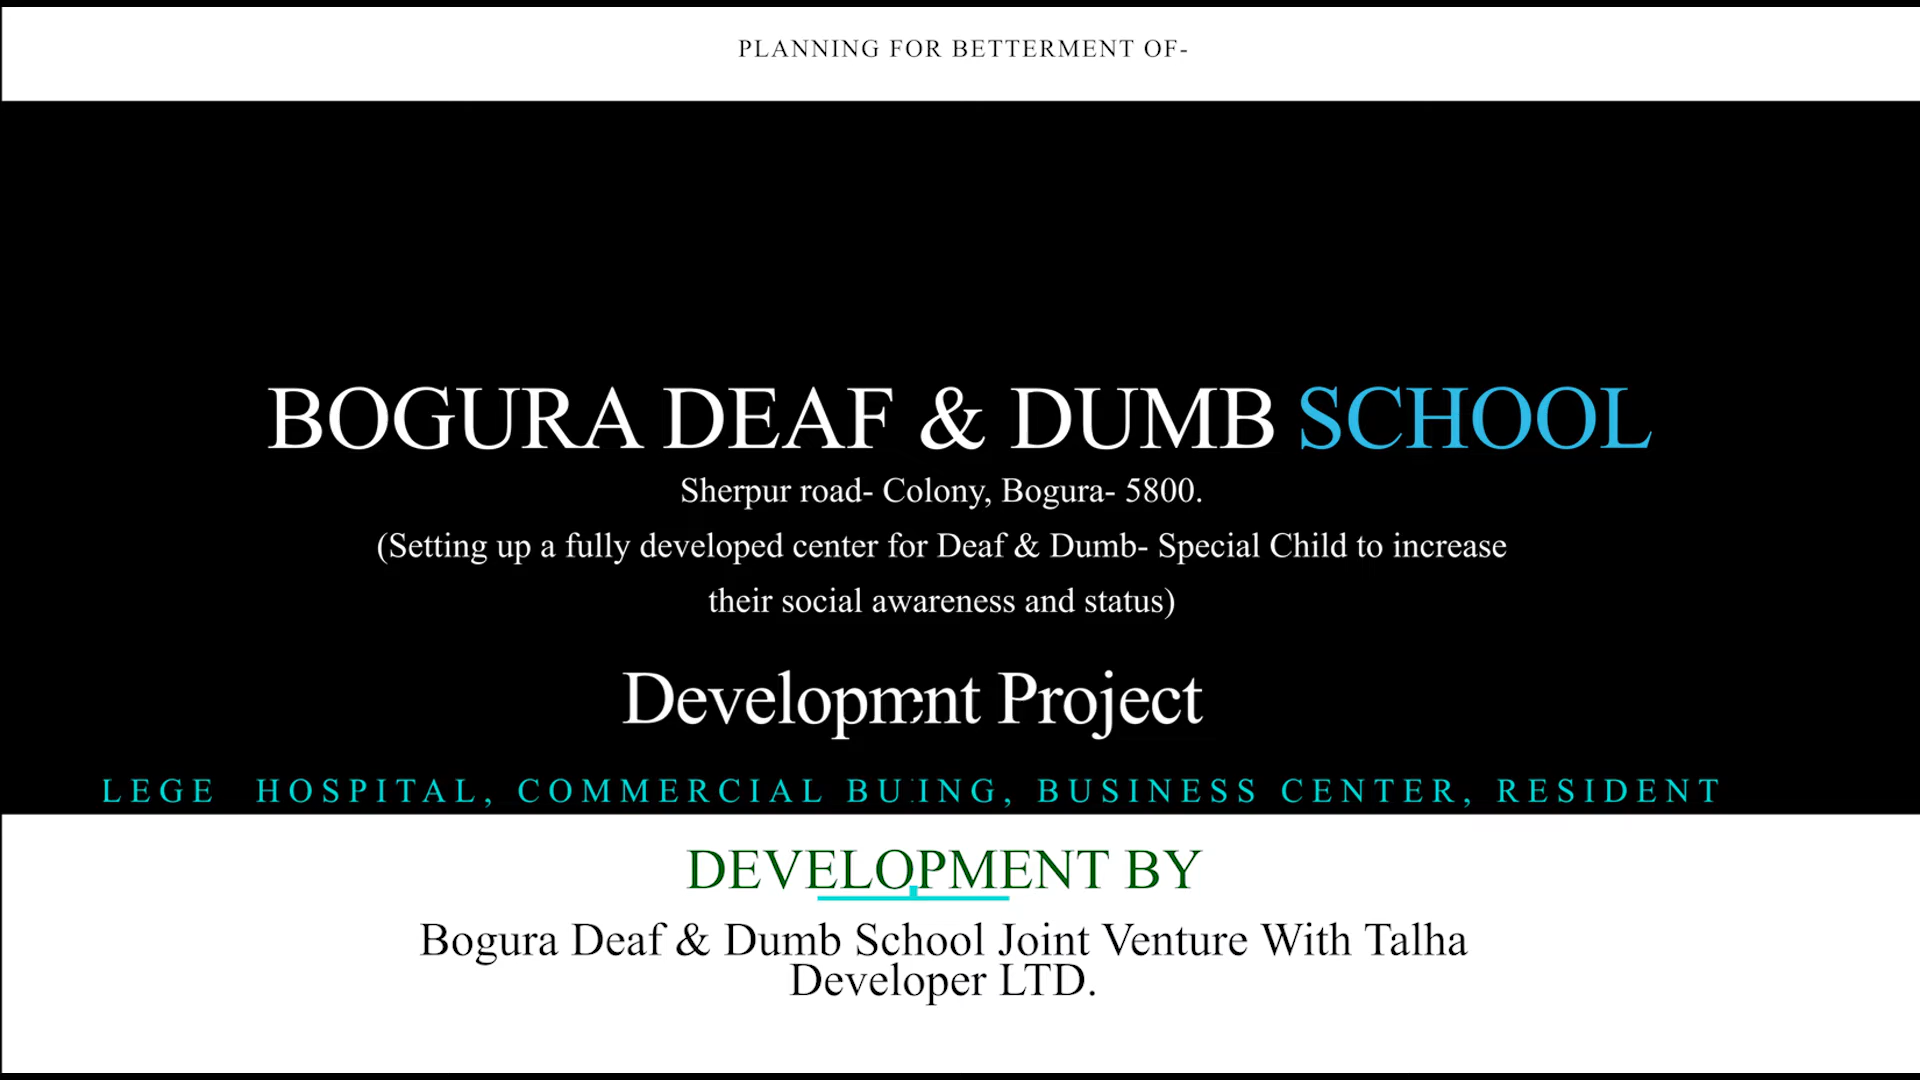 PLANNING FOR BETTERMENT OF-
BOGURA DEAF & DUMB SCHOOL
Sherpur road- Colony, Bogura- 5800.
(Setting up a fully developed center for Deaf & Dumb- Special Child to increase
their social awareness and status)
Development Project
LEGE HOSPITAL, COMMERCIAL BUING, BUSINESS CENTER, RESIDENT
DEVELOPMENT BY
Bogura Deaf & Dumb School Joint Venture With Talha
Developer LTD.